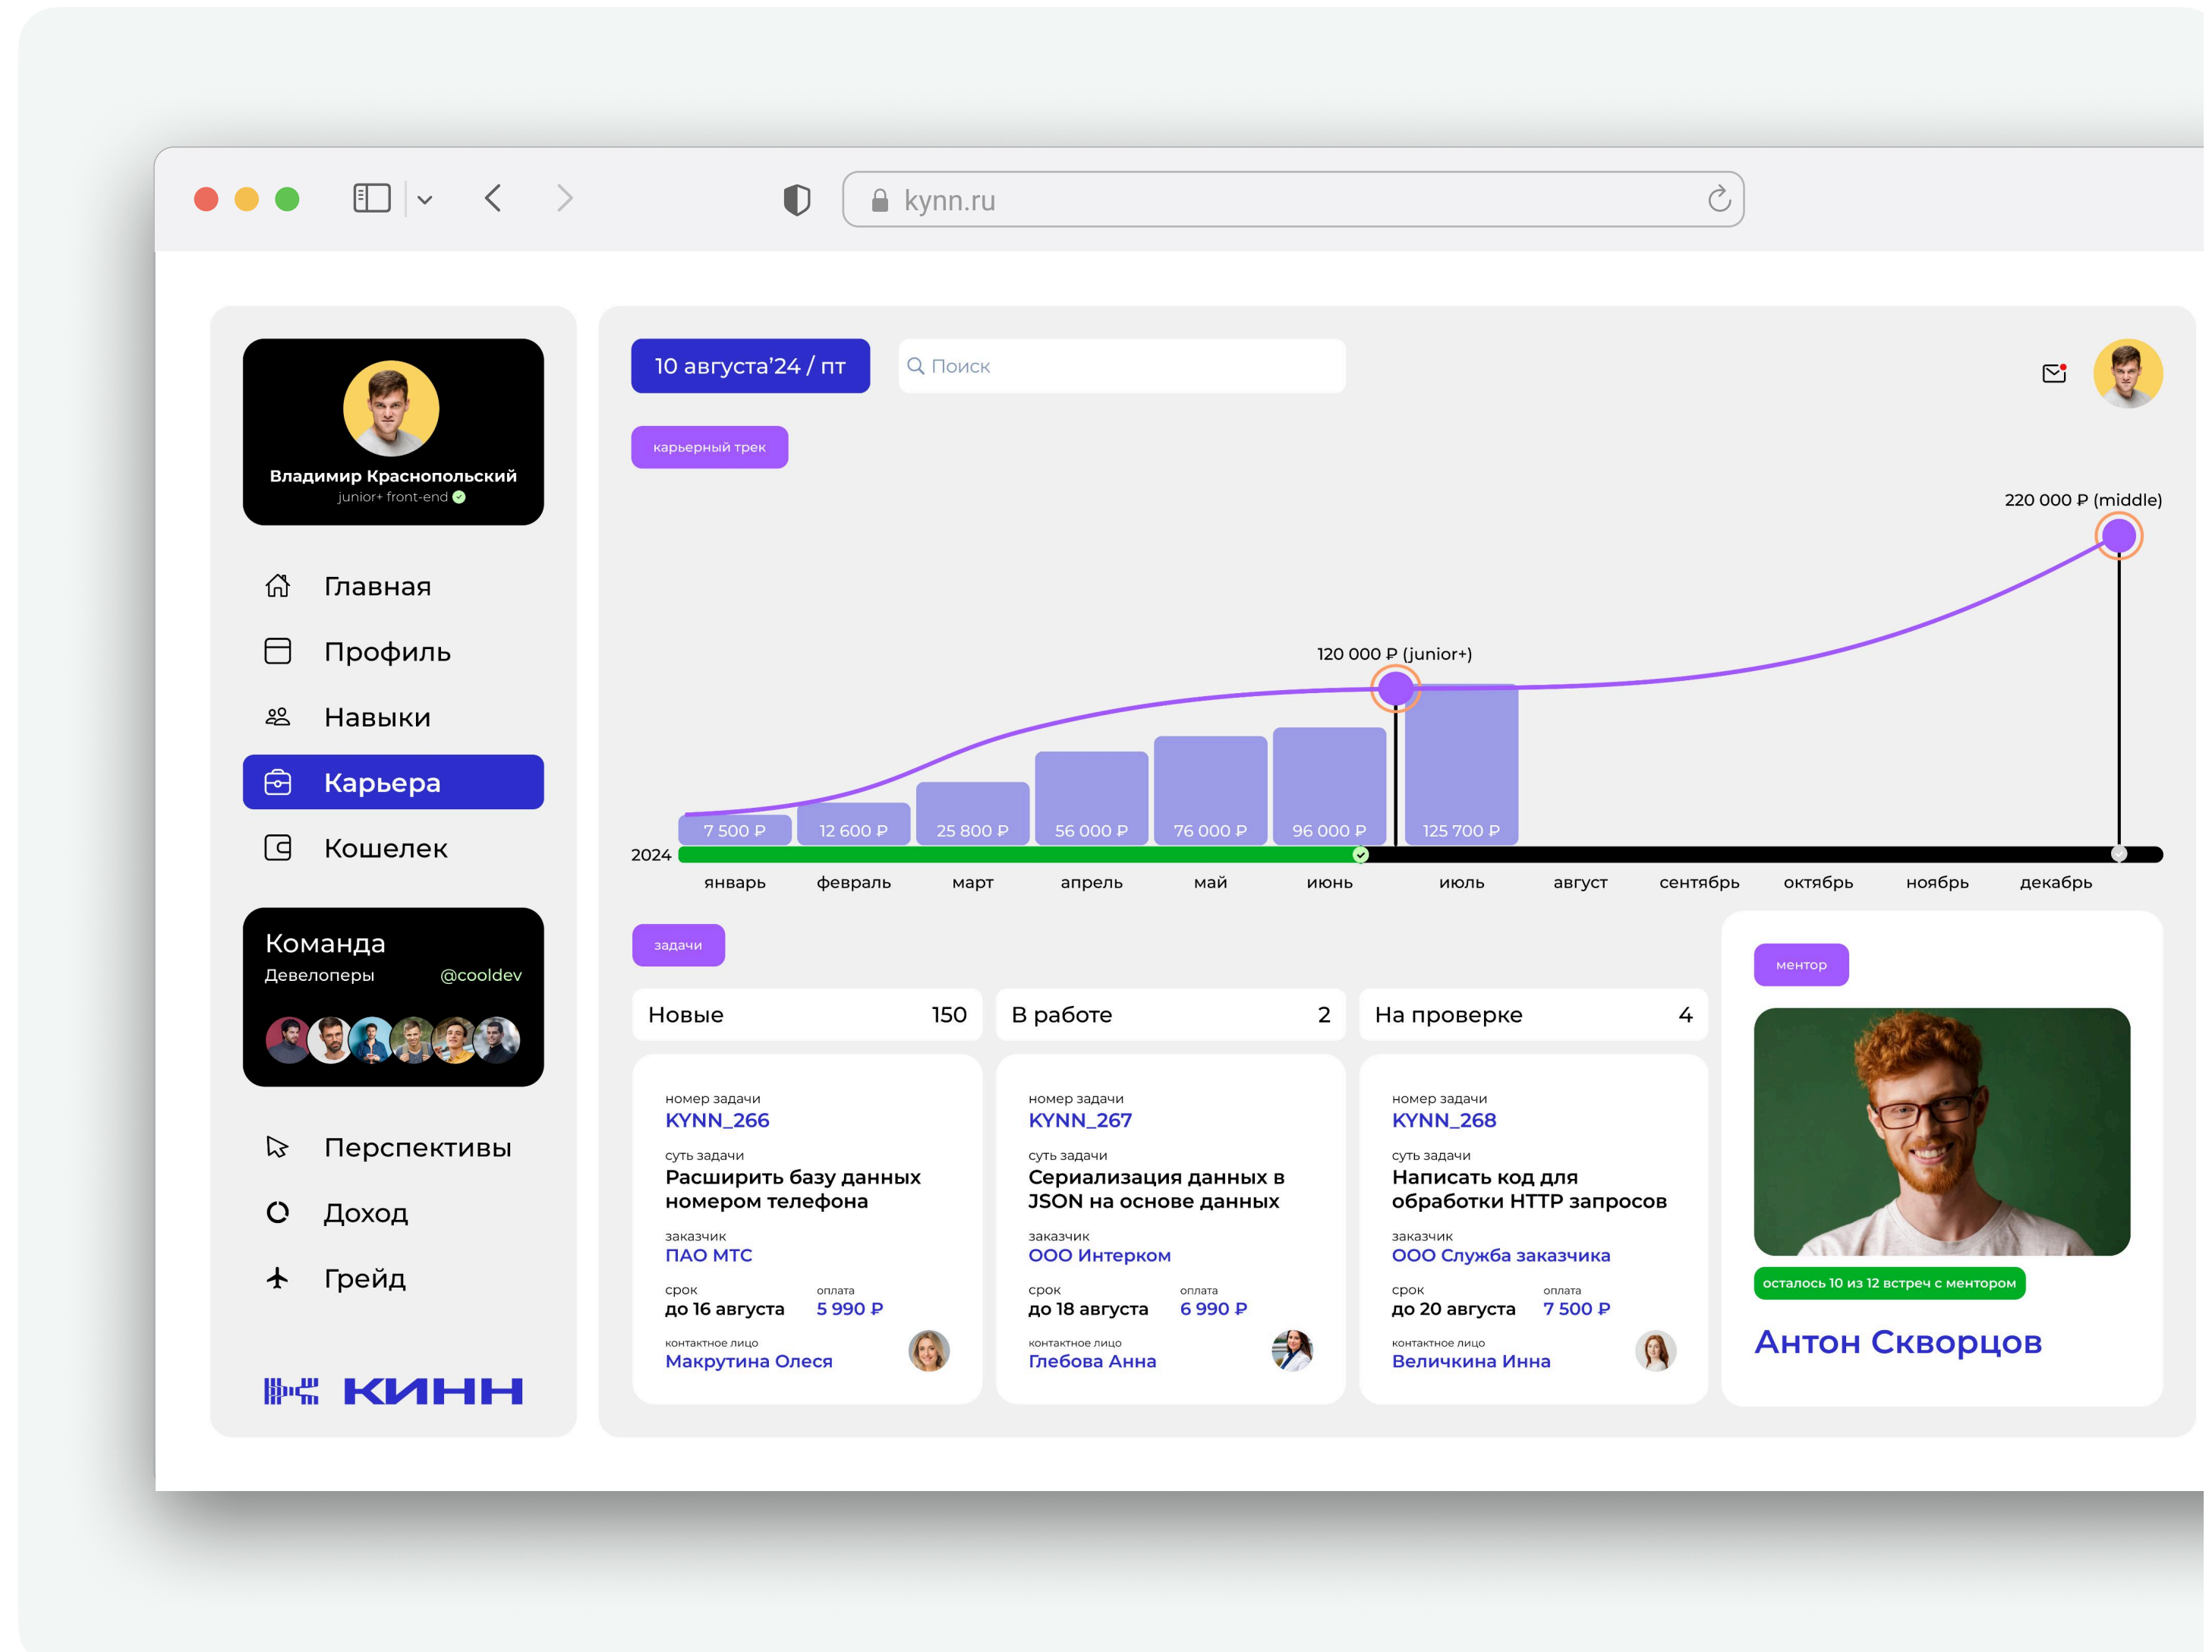 kynn.ru
Владимир Краснопольский
junior+ front-end
Главная
Профиль
Навыки
Карьера
Кошелек
Команда
Девелоперы @cooldev
Перспективы
Доход
Грейд
КИНН
10 августа’24 / пт
Поиск
карьерный трек
220 000 ₽ (middle)
120 000 ₽ (junior+)
7 500 ₽ 12 600 ₽ 25 800 ₽ 56 000 ₽ 76 000 ₽ 96 000 ₽ 125 700 ₽
2024
январь февраль март апрель май июнь июль август сентябрь октябрь ноябрь декабрь
задачи
Новые 150
номер задачи
KYNN_266
суть задачи
Расширить базу данных
номером телефона
заказчик
ПАО МТС
срок оплата
до 16 августа 5 990 ₽
контактное лицо
Макрутина Олеся
В работе 2
номер задачи
KYNN_267
суть задачи
Сериализация данных в
JSON на основе данных
заказчик
ООО Интерком
срок оплата
до 18 августа 6 990 ₽
контактное лицо
Глебова Анна
На проверке 4
номер задачи
KYNN_268
суть задачи
Написать код для
обработки HTTP запросов
заказчик
ООО Служба заказчика
срок оплата
до 20 августа 7 500 ₽
контактное лицо
Величкина Инна
ментор
осталось 10 из 12 встреч с ментором
Антон Скворцов